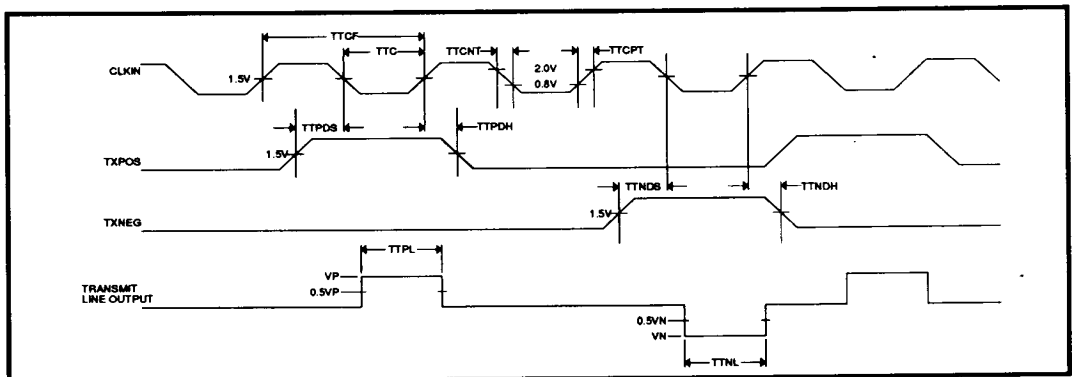 TTCF
TTC
TTCNT
TTCPT
CLKIN
1.5V
2.0V
0.8V
TTPDS
TTPDH
TXPOS
1.5V
TTNDS
TTNDH
TXNEG
1.5V
TTPL
VP
TRANSMIT
LINE OUTPUT
0.5VP
0.5VN
VN
TTNL